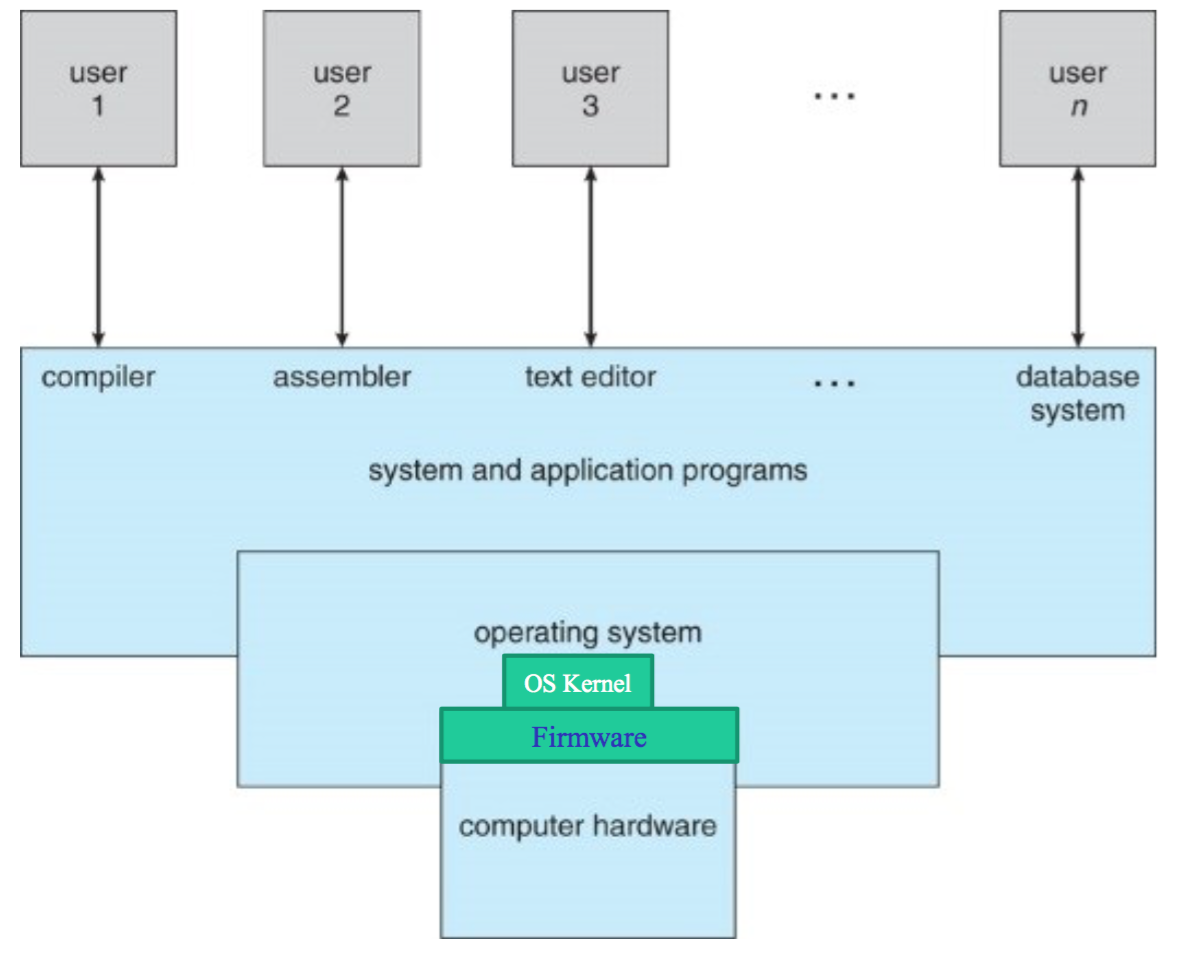 user
1
user
2
user
3
...
user
n
compiler
assembler
text editor
...
database
system
system and application programs
operating system
OS Kernel
Firmware
computer hardware